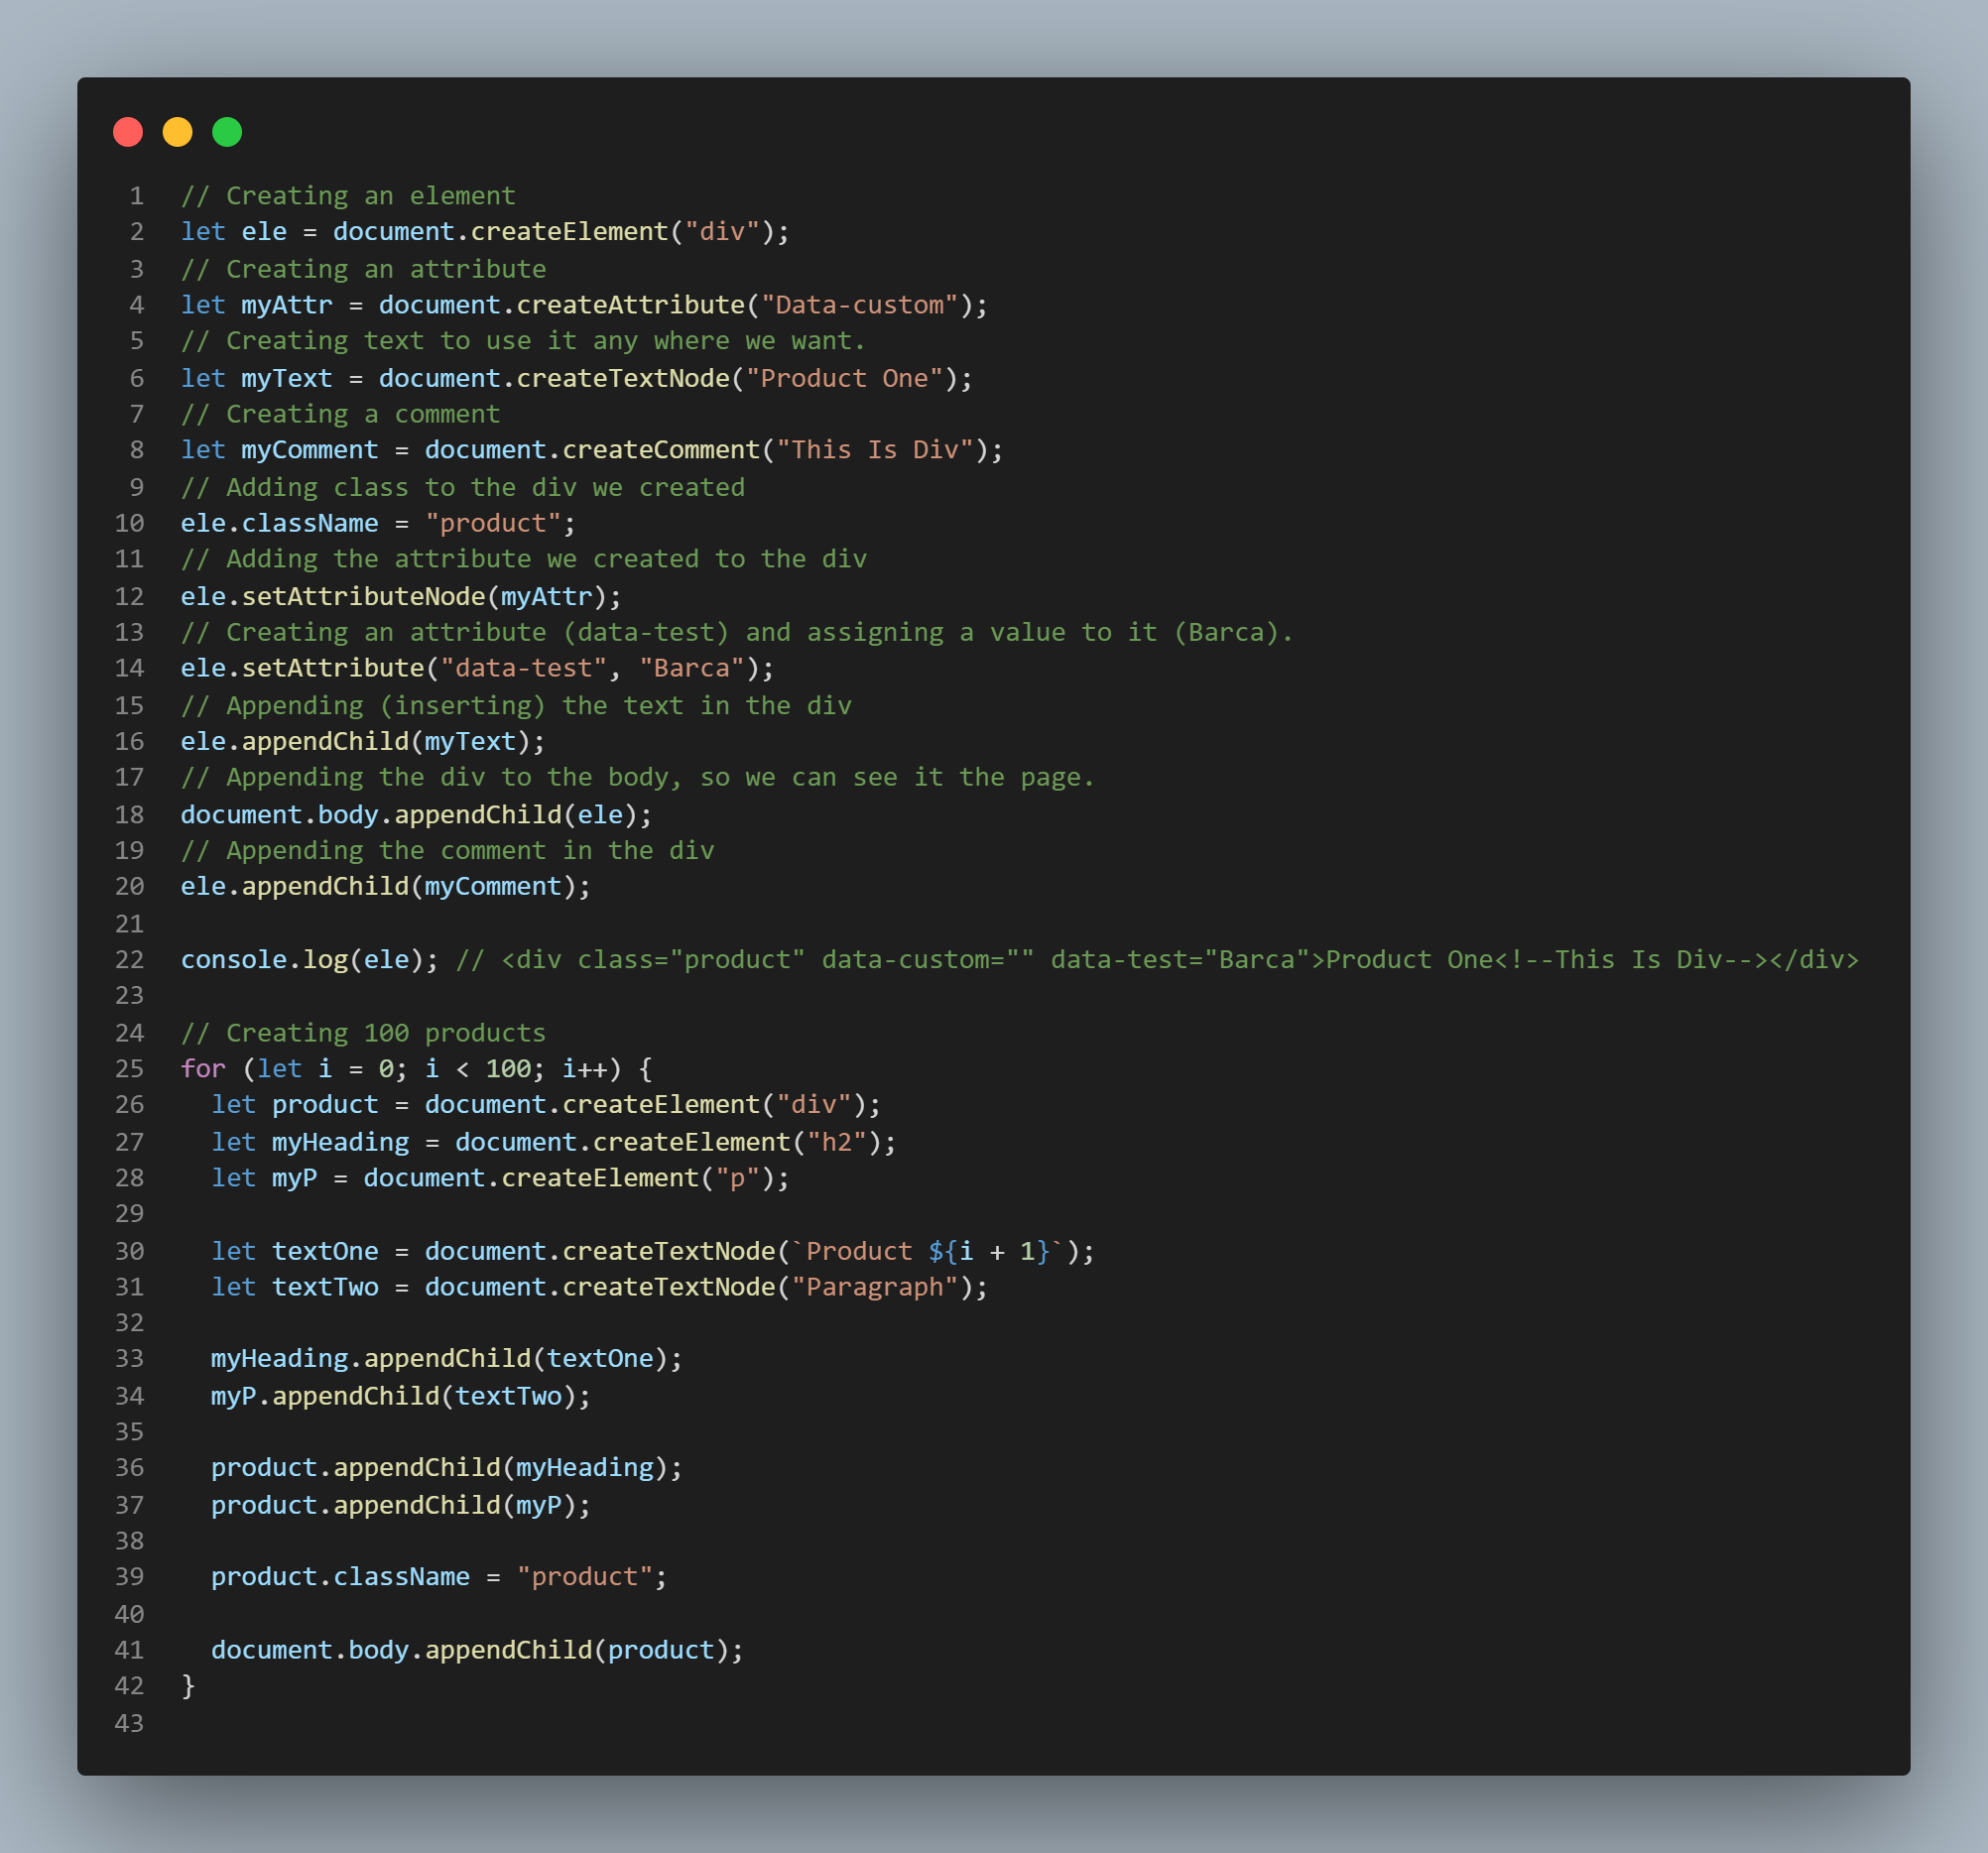 1 // Creating an element
2 let ele = document.createElement("div");
3 // Creating an attribute
4 let myAttr = document.createAttribute("Data-custom");
5 // Creating text to use it any where we want.
6 let myText = document.createTextNode("Product One");
7 // Creating a comment
8 let myComment = document.createComment("This Is Div");
9 // Adding class to the div we created
10 ele.className = "product";
11 // Adding the attribute we created to the div
12 ele.setAttributeNode(myAttr);
13 // Creating an attribute (data-test) and assigning a value to it (Barca).
14 ele.setAttribute("data-test", "Barca");
15 // Appending (inserting) the text in the div
16 ele.appendChild(myText);
17 // Appending the div to the body, so we can see it the page.
18 document.body.appendChild(ele);
19 // Appending the comment in the div
20 ele.appendChild(myComment);
21
22 console.log(ele); // <div class="product" data-custom="" data-test="Barca">Product One<!--This Is Div--></div>
23
24 // Creating 100 products
25 for (let i = 0; i < 100; i++) {
26   let product = document.createElement("div");
27   let myHeading = document.createElement("h2");
28   let myP = document.createElement("p");
29
30   let textOne = document.createTextNode(`Product ${i + 1}`);
31   let textTwo = document.createTextNode("Paragraph");
32
33   myHeading.appendChild(textOne);
34   myP.appendChild(textTwo);
35
36   product.appendChild(myHeading);
37   product.appendChild(myP);
38
39   product.className = "product";
40
41   document.body.appendChild(product);
42 }
43